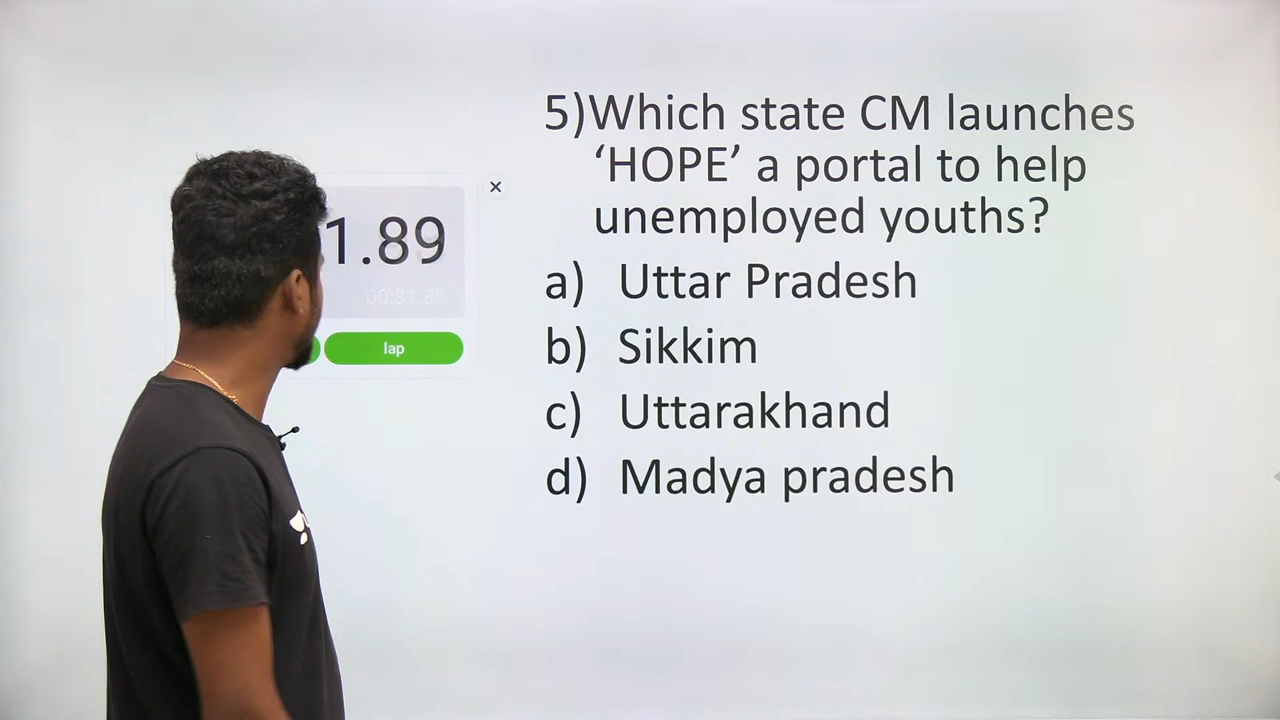 5)Which state CM launches
‘HOPE’ a portal to help
unemployed youths?
a) Uttar Pradesh
b) Sikkim
c) Uttarakhand
d) Madya pradesh
1.89
lap